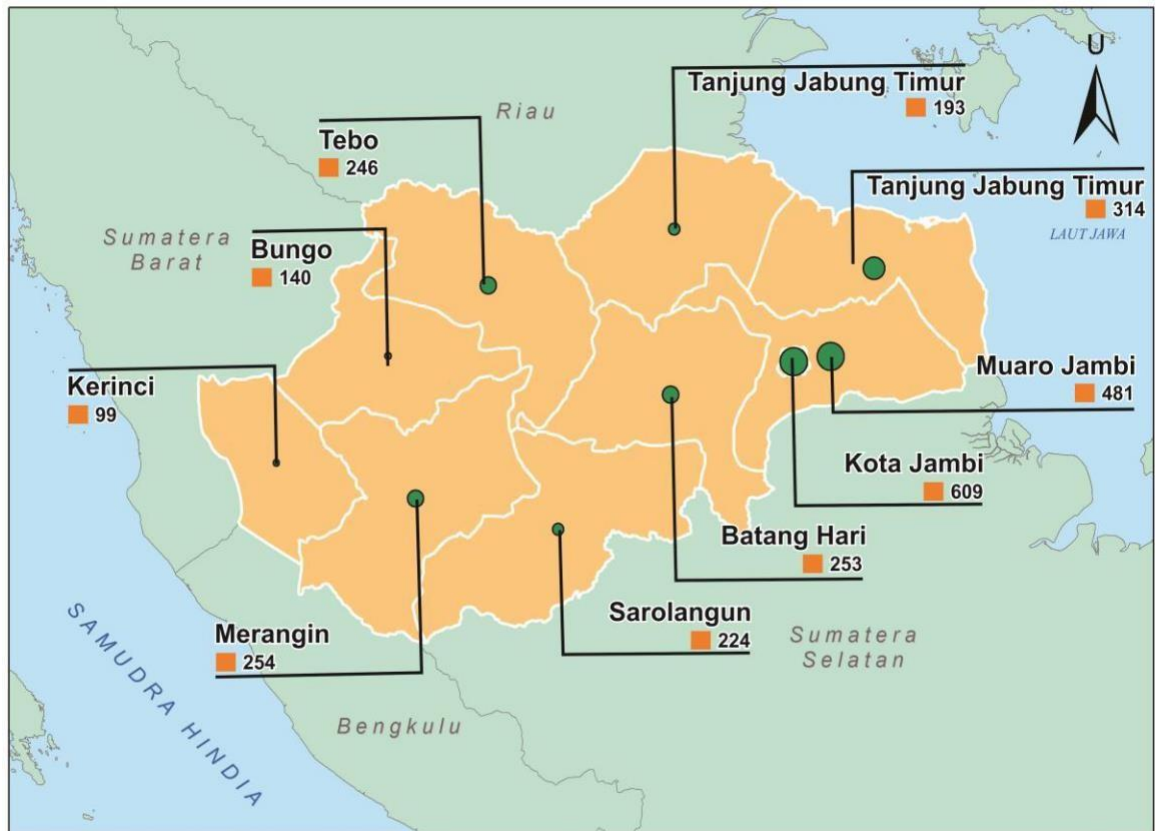 U
Tanjung Jabung Timur
193
Riau
Tebo
246
Tanjung Jabung Timur
314
LAUT JAWA
Sumatera
Barat
Bungo
140
Kerinci
99
Muaro Jambi
481
Kota Jambi
609
Batang Hari
253
Sarolangun
224
Merangin
254
Sumatera
Selatan
Bengkulu
SAMUDRA HINDIA